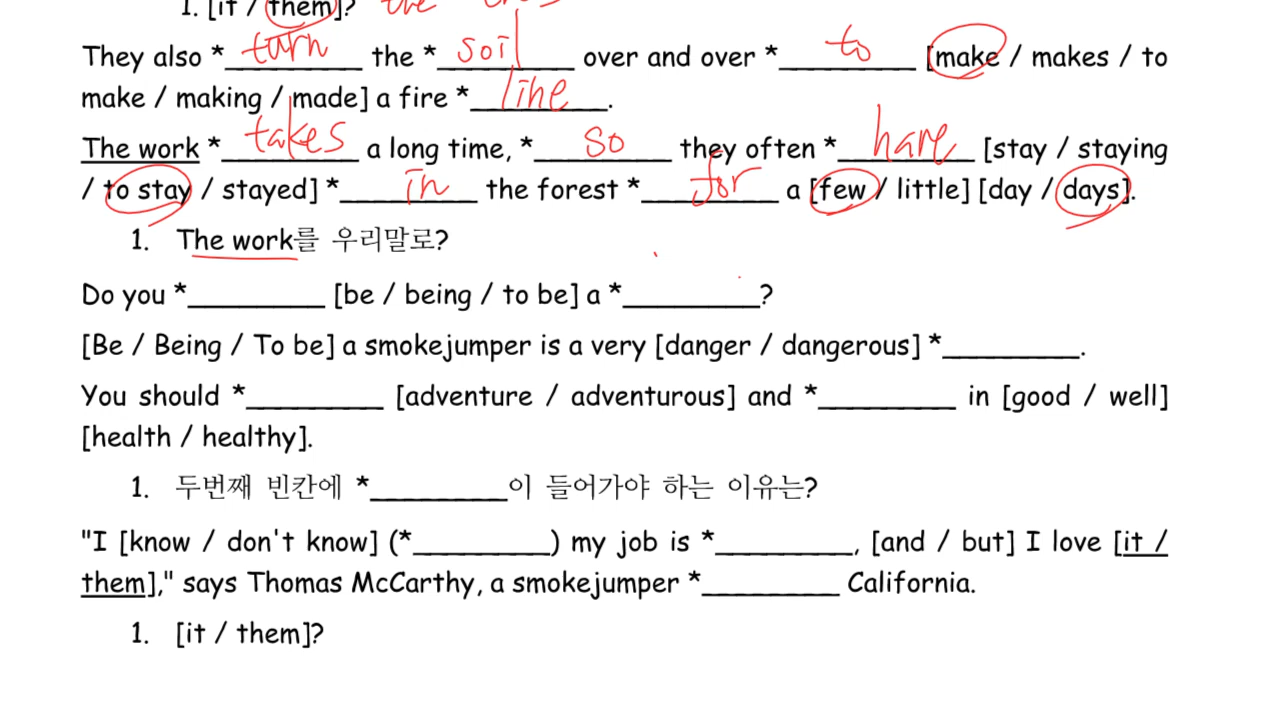 1. [it / them]? the
They also *turn the *soil over and over *to [make / makes / to
make / making / made] a fire *line.
The work *takes a long time, *so they often *have [stay / staying
/ to stay / stayed] *in the forest *for a [few / little] [day / days].
1. The work를 우리말로?
Do you *_________ [be / being / to be] a *_________?
[Be / Being / To be] a smokejumper is a very [danger / dangerous] *_________.
You should *_________ [adventure / adventurous] and *_________ in [good / well]
[health / healthy].
1. 두번째 빈칸에 *_________이 들어가야 하는 이유는?
"I [know / don't know] (*_________) my job is *_________, [and / but] I love [it /
them]," says Thomas McCarthy, a smokejumper *_________ California.
1. [it / them]?